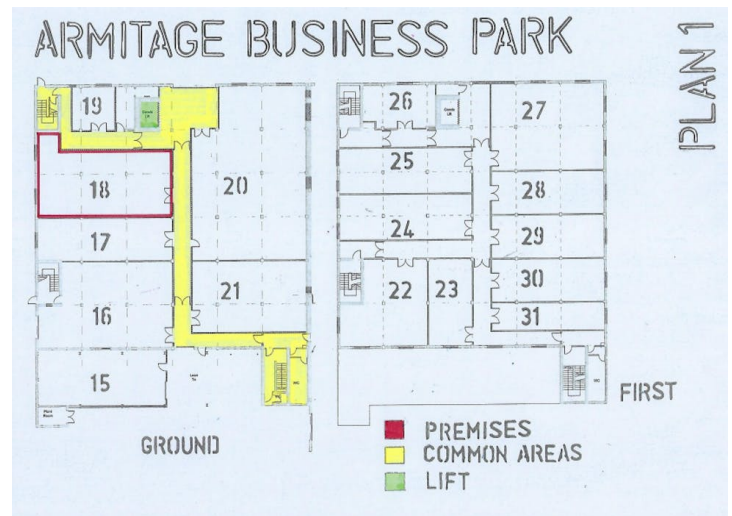 ARMITAGE BUSINESS PARK
PLAN 1
19
18
17
16
15
20
21
GROUND
26
25
24
22
23
27
28
29
30
31
FIRST
PREMISES
COMMON AREAS
LIFT